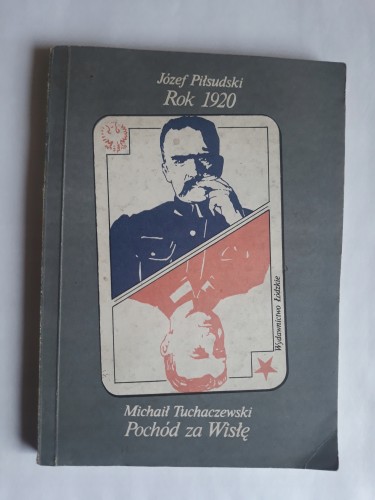 Józef Piłsudski
Rok 1920
Wydawnictwo Łódzkie
Michaił Tuchaczewski
Pochód za Wisłę